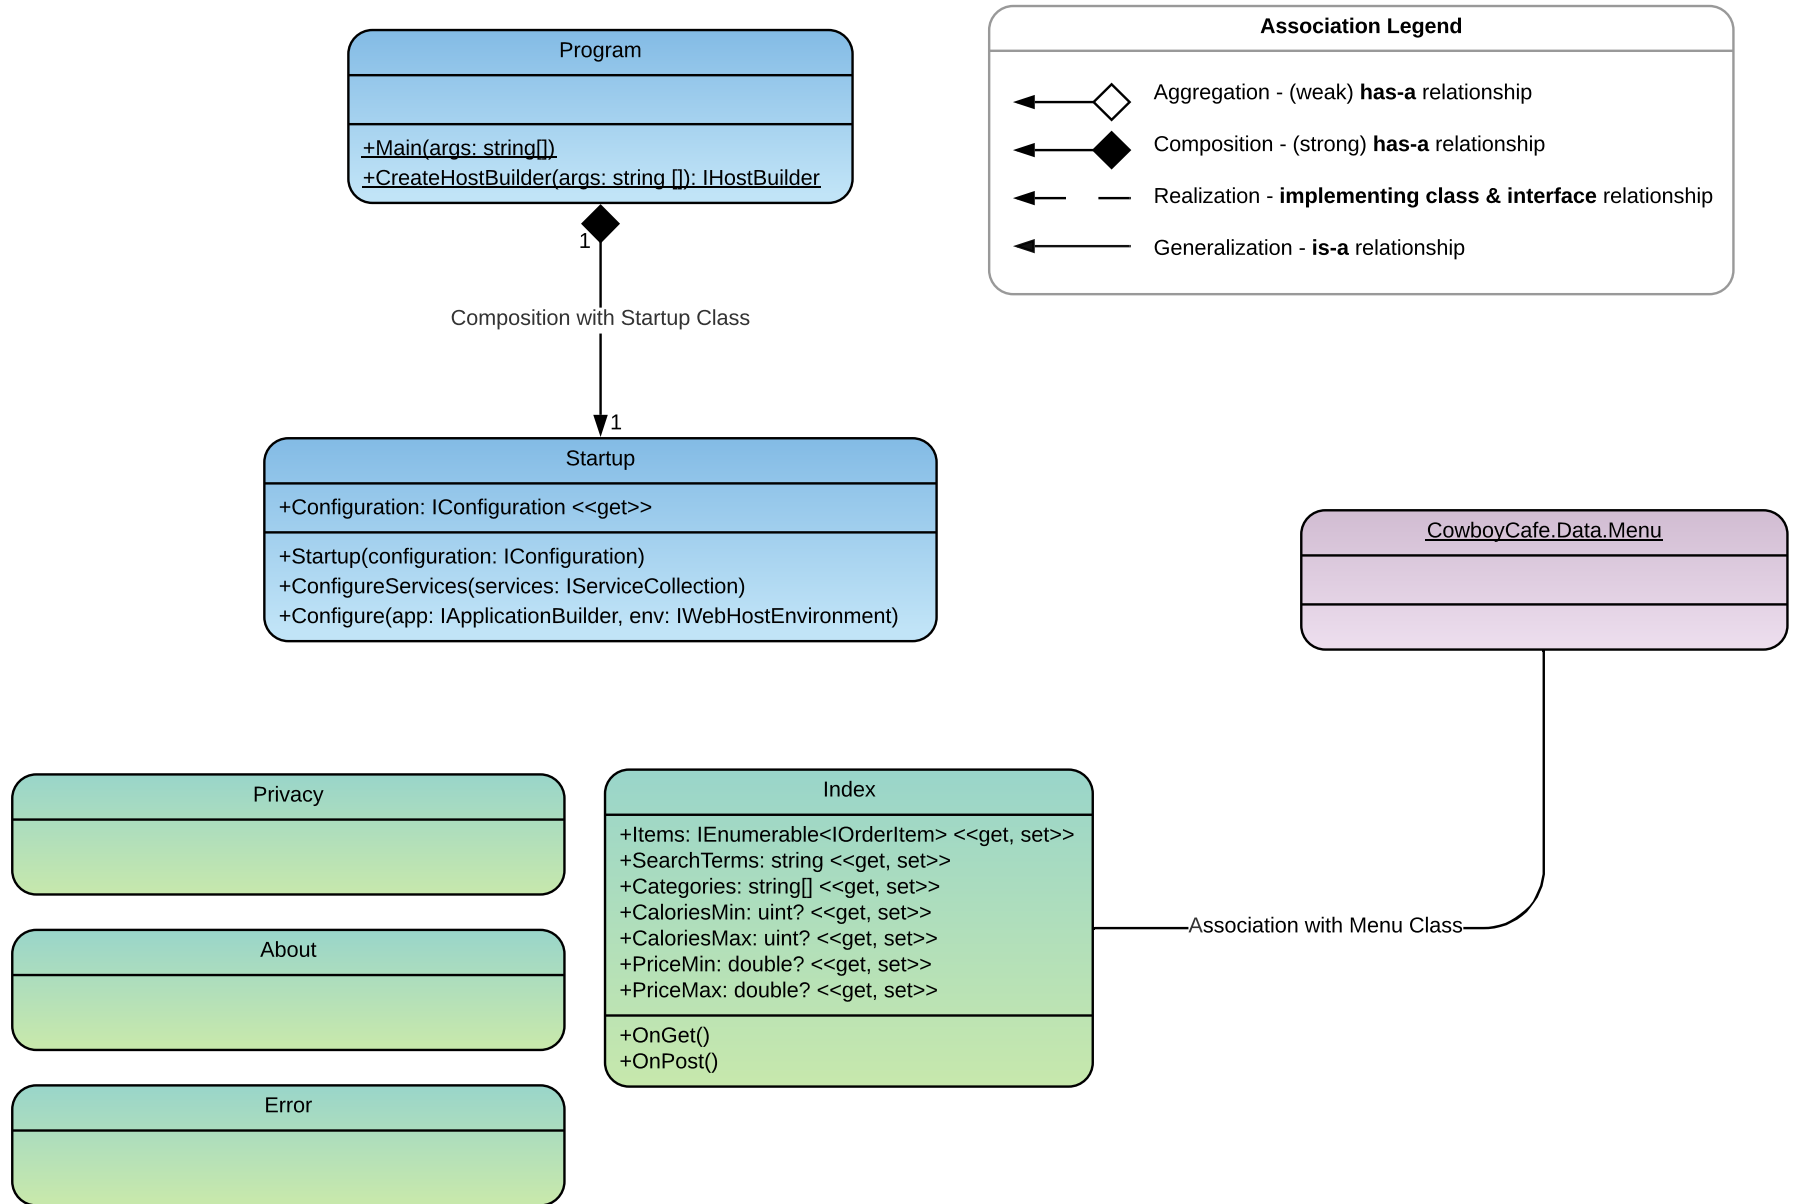 Program
+Main(args: string[])
+CreateHostBuilder(args: string []): IHostBuilder
1
Composition with Startup Class
1
Startup
+Configuration: IConfiguration <<get>>
+Startup(configuration: IConfiguration)
+ConfigureServices(services: IServiceCollection)
+Configure(app: IApplicationBuilder, env: IWebHostEnvironment)
Association Legend
Aggregation - (weak) has-a relationship
Composition - (strong) has-a relationship
Realization - implementing class & interface relationship
Generalization - is-a relationship
CowboyCafe.Data.Menu
Privacy
About
Error
Index
+Items: IEnumerable<IOrderItem> <<get, set>>
+SearchTerms: string <<get, set>>
+Categories: string[] <<get, set>>
+CaloriesMin: uint? <<get, set>>
+CaloriesMax: uint? <<get, set>>
+PriceMin: double? <<get, set>>
+PriceMax: double? <<get, set>>
+OnGet()
+OnPost()
Association with Menu Class